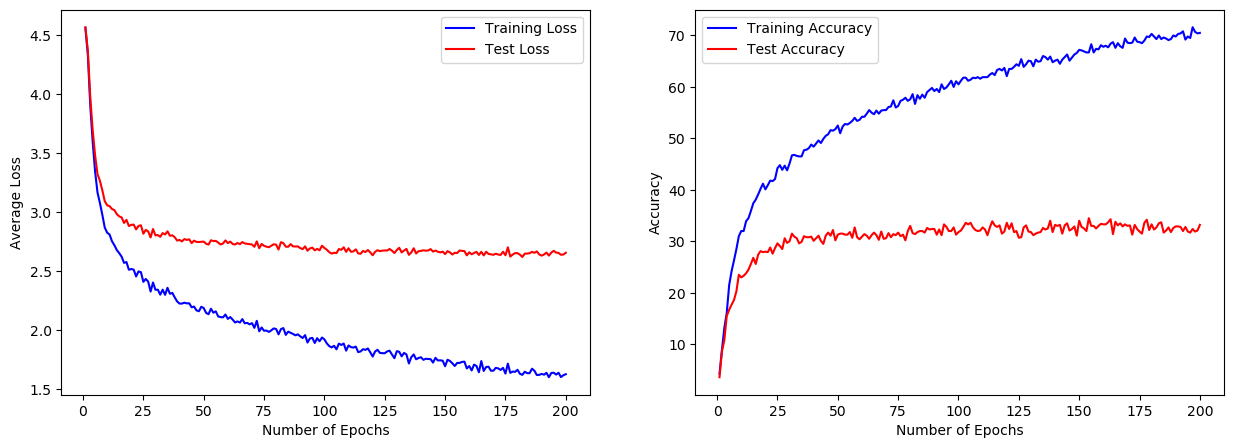 4.5
4.0
3.5
3.0
2.5
2.0
1.5
Average Loss
Training Loss
Test Loss
0 25 50 75 100 125 150 175 200
Number of Epochs
70
60
50
40
30
20
10
Accuracy
Training Accuracy
Test Accuracy
0 25 50 75 100 125 150 175 200
Number of Epochs